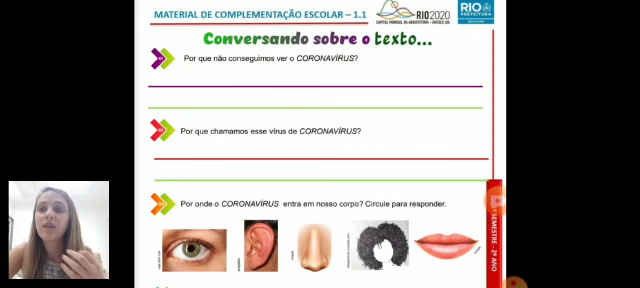 MATERIAL DE COMPLEMENTAÇÃO ESCOLAR – 1.1
RIO2020
CAPITAL MUNDIAL DA ARQUITETURA - UNESCO.UIA
RIO
PREFEITURA
Conversando sobre o texto...
Por que não conseguimos ver o CORONAVÍRUS?
Por que chamamos esse vírus de CORONAVÍRUS?
Por onde o CORONAVÍRUS entra em nosso corpo? Circule para responder.
SEMESTRE - 2º ANO